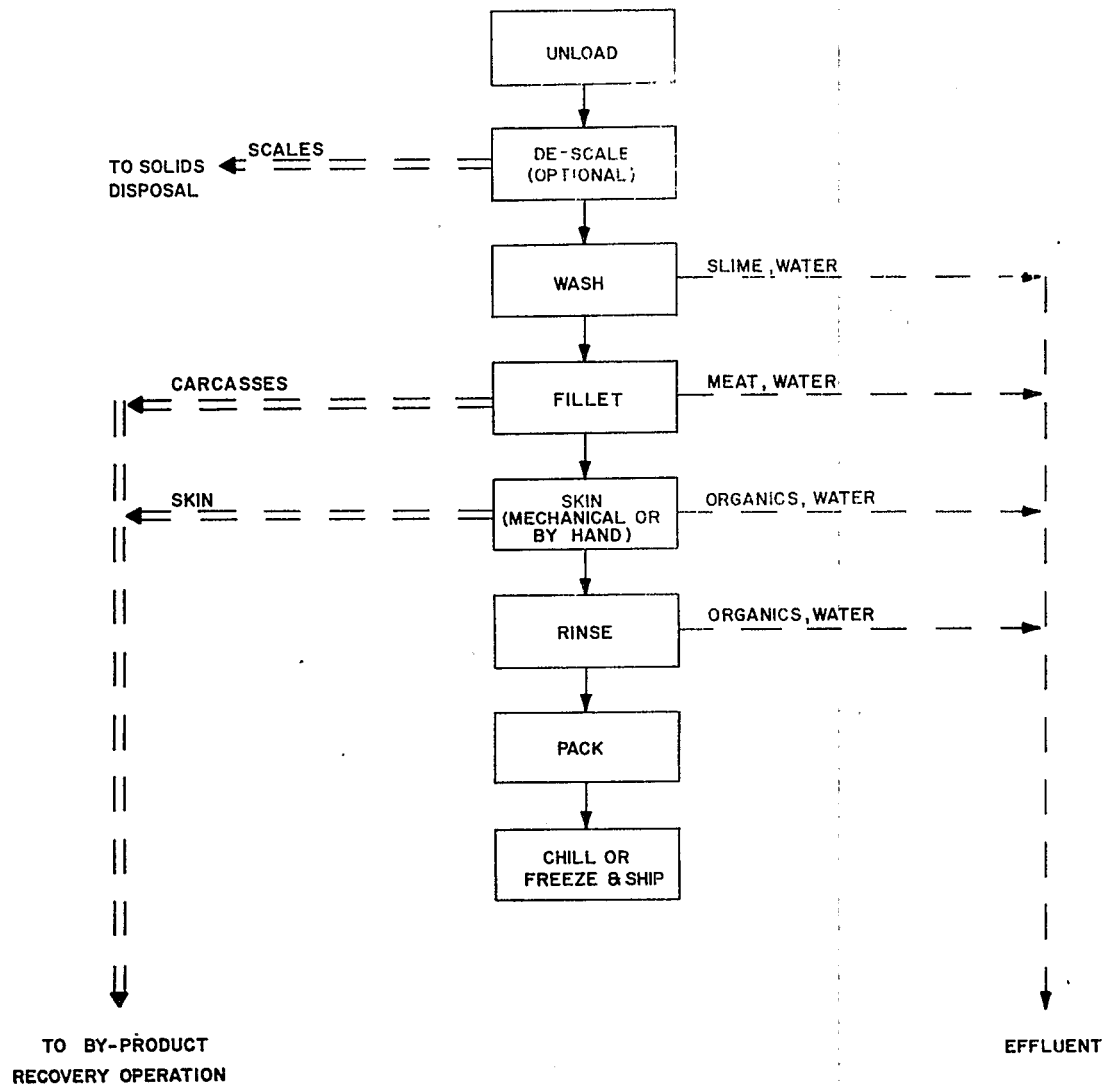 UNLOAD
SCALES
TO SOLIDS
DISPOSAL
DE-SCALE
(OPTIONAL)
WASH
SLIME, WATER
CARCASSES
FILLET
MEAT, WATER
SKIN
SKIN
(MECHANICAL OR
BY HAND)
ORGANICS, WATER
RINSE
ORGANICS, WATER
PACK
CHILL OR
FREEZE & SHIP
TO BY-PRODUCT
RECOVERY OPERATION
EFFLUENT